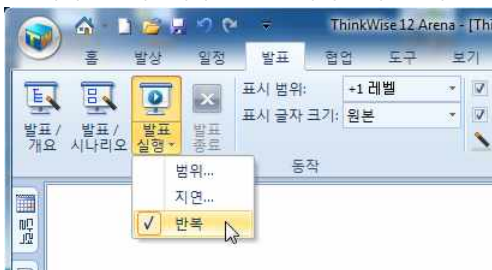 ThinkWise 12 Arena - [Thi
홈 발상 일정 발표 협업 도구 보기
표시 범위: +1 레벨
표시 글자 크기: 원본
발표 / 개요
발표 / 시나리오
발표 실행
발표 종료
동작
범위...
지연...
반복